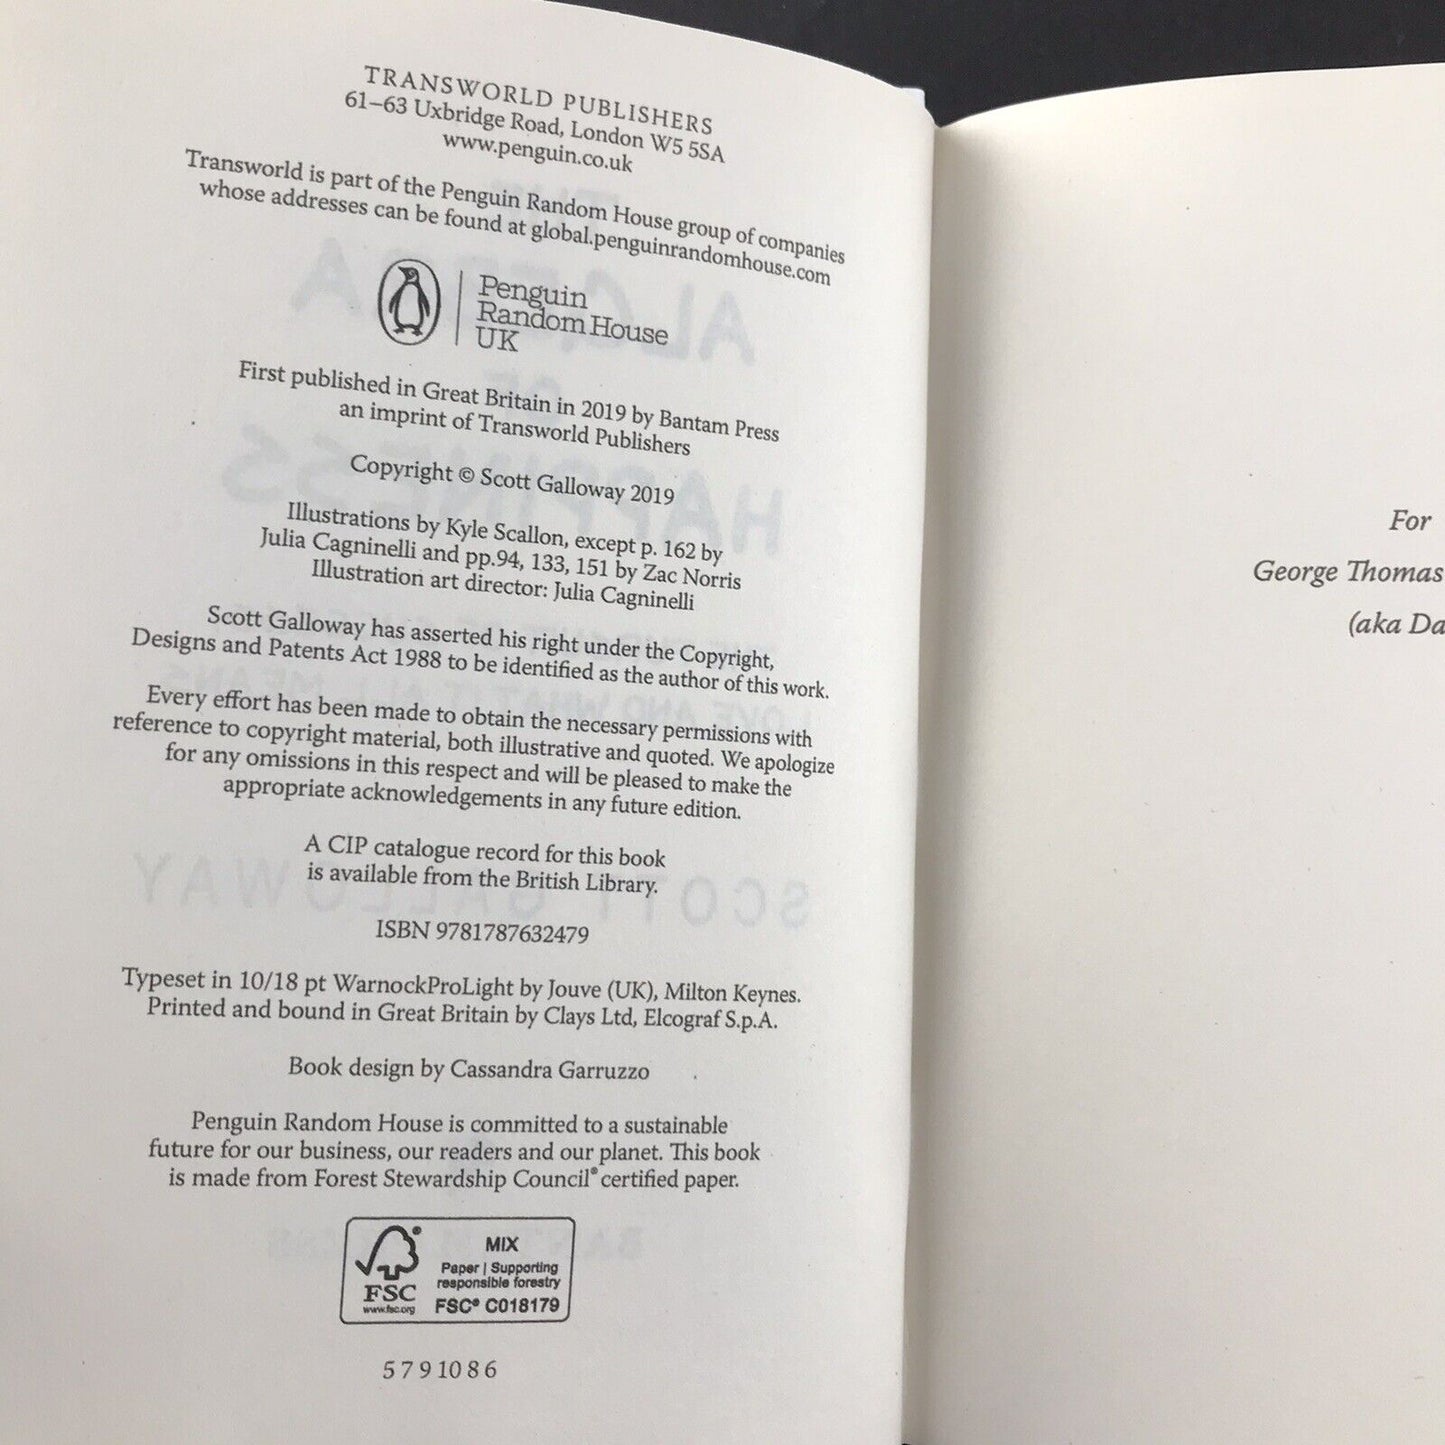 TRANSWORLD PUBLISHERS
61–63 Uxbridge Road, London W5 5SA
www.penguin.co.uk
Transworld is part of the Penguin Random House group of companies
whose addresses can be found at global.penguinrandomhouse.com
Penguin
Random House
UK
First published in Great Britain in 2019 by Bantam Press
an imprint of Transworld Publishers
Copyright © Scott Galloway 2019
Illustrations by Kyle Scallon, except p. 162 by
Julia Cagninelli and pp.94, 133, 151 by Zac Norris
Illustration art director: Julia Cagninelli
Scott Galloway has asserted his right under the Copyright,
Designs and Patents Act 1988 to be identified as the author of this work.
Every effort has been made to obtain the necessary permissions with
reference to copyright material, both illustrative and quoted. We apologize
for any omissions in this respect and will be pleased to make the
appropriate acknowledgements in any future edition.
A CIP catalogue record for this book
is available from the British Library.
ISBN 9781787632479
Typeset in 10/18 pt WarnockProLight by Jouve (UK), Milton Keynes.
Printed and bound in Great Britain by Clays Ltd, Elcograf S.p.A.
Book design by Cassandra Garruzzo
Penguin Random House is committed to a sustainable
future for our business, our readers and our planet. This book
is made from Forest Stewardship Council® certified paper.
FSC
www.fsc.org
MIX
Paper | Supporting
responsible forestry
FSC® C018179
5 7 9 10 8 6
For
George Thomas
(aka Da